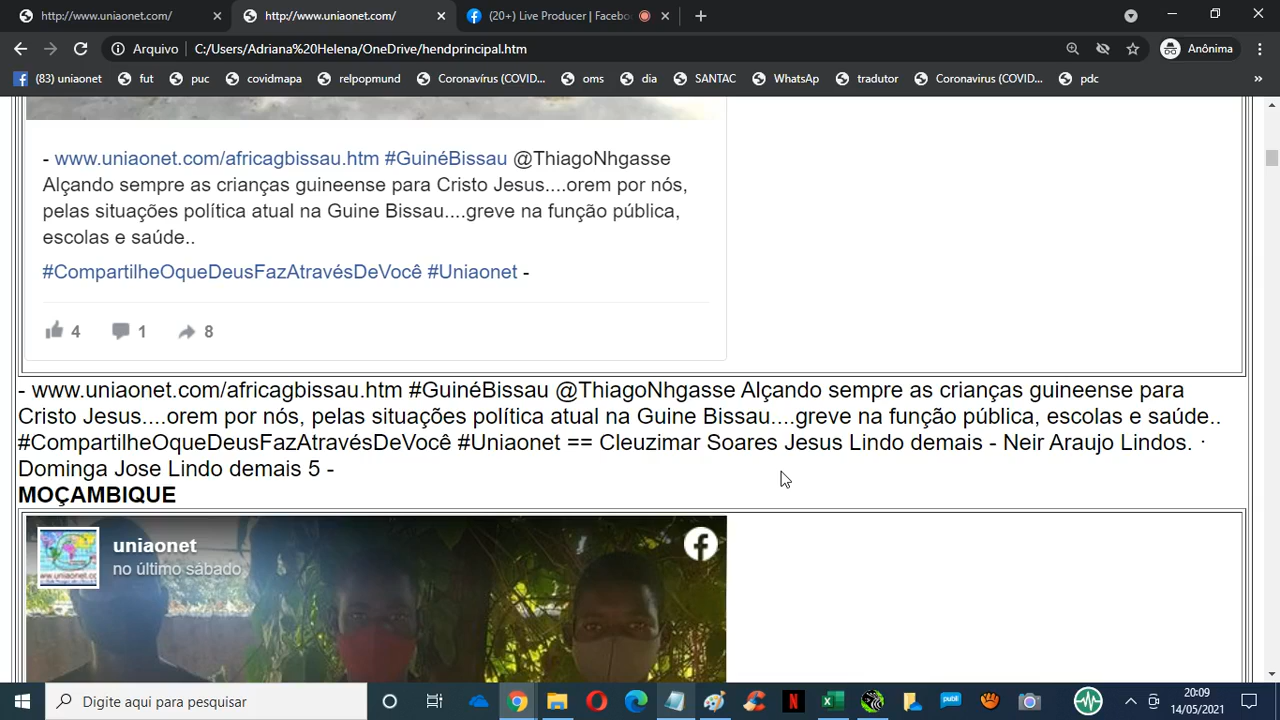 http://www.uniaonet.com/ × http://www.uniaonet.com/ × (20+) Live Producer | Facebo × +
Arquivo | C:/Users/Adriana%20Helena/OneDrive/hendprincipal.htm Anônima
(83) uniaonet fut puc covidmapa relpopmund Coronavírus (COVID... oms dia SANTAC WhatsApp tradutor Coronavirus (COVID... pdc »
- www.uniaonet.com/africagbissau.htm #GuinéBissau @ThiagoNhgasse
Alçando sempre as crianças guineense para Cristo Jesus....orem por nós,
pelas situações política atual na Guine Bissau....greve na função pública,
escolas e saúde..
#CompartilheOqueDeusFazAtravésDeVocê #Uniaonet -
4 1 8
- www.uniaonet.com/africagbissau.htm #GuinéBissau @ThiagoNhgasse Alçando sempre as crianças guineense para
Cristo Jesus....orem por nós, pelas situações política atual na Guine Bissau....greve na função pública, escolas e saúde..
#CompartilheOqueDeusFazAtravésDeVocê #Uniaonet == Cleuzimar Soares Jesus Lindo demais - Neir Araujo Lindos. ·
Dominga Jose Lindo demais 5 -
MOÇAMBIQUE
uniaonet
no último sábado
Digite aqui para pesquisar
publi
20:09
14/05/2021